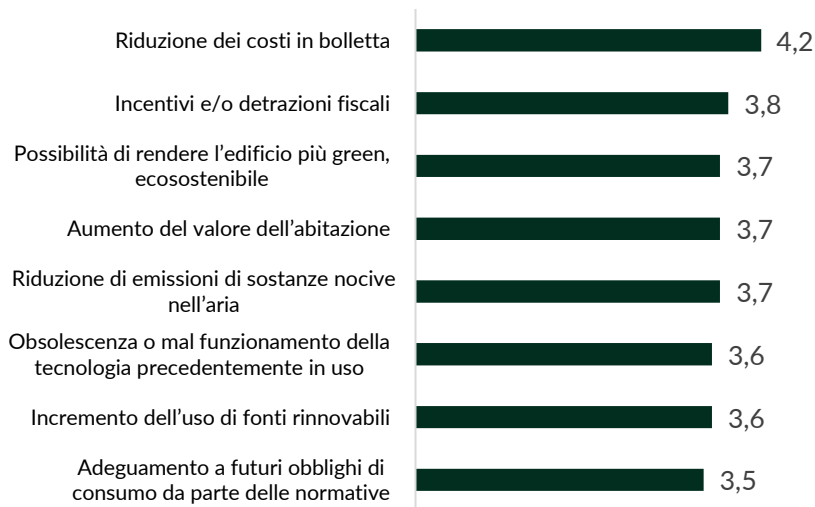 Riduzione dei costi in bolletta
4,2
Incentivi e/o detrazioni fiscali
3,8
Possibilità di rendere l’edificio più green,
ecosostenibile
3,7
Aumento del valore dell’abitazione
3,7
Riduzione di emissioni di sostanze nocive
nell’aria
3,7
Obsolescenza o mal funzionamento della
tecnologia precedentemente in uso
3,6
Incremento dell’uso di fonti rinnovabili
3,6
Adeguamento a futuri obblighi di
consumo da parte delle normative
3,5